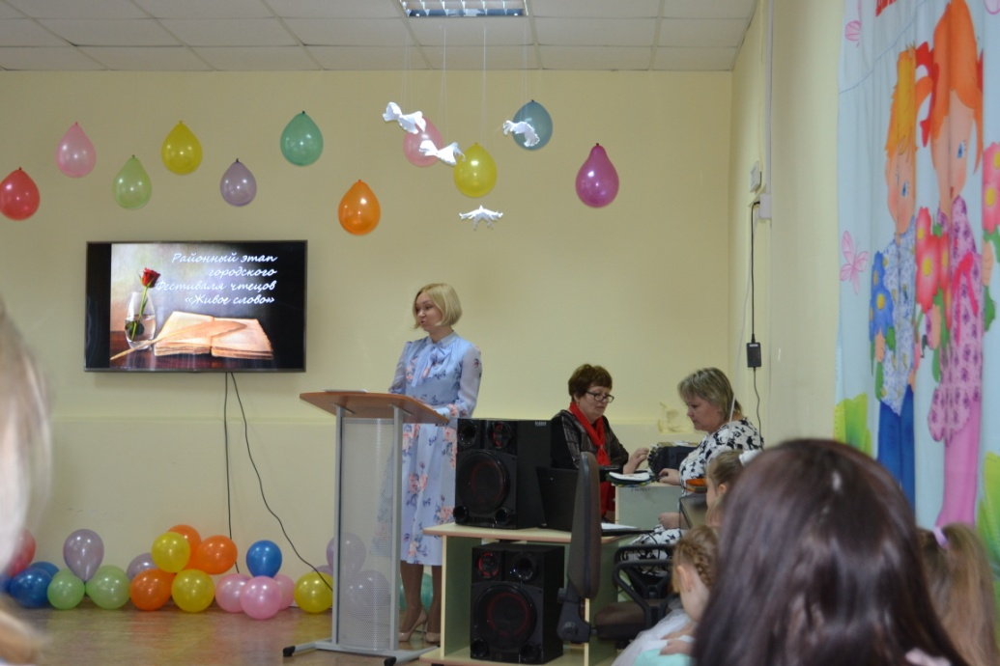 Районный этап
городского
Фестиваля чтецов
«Живое слово»